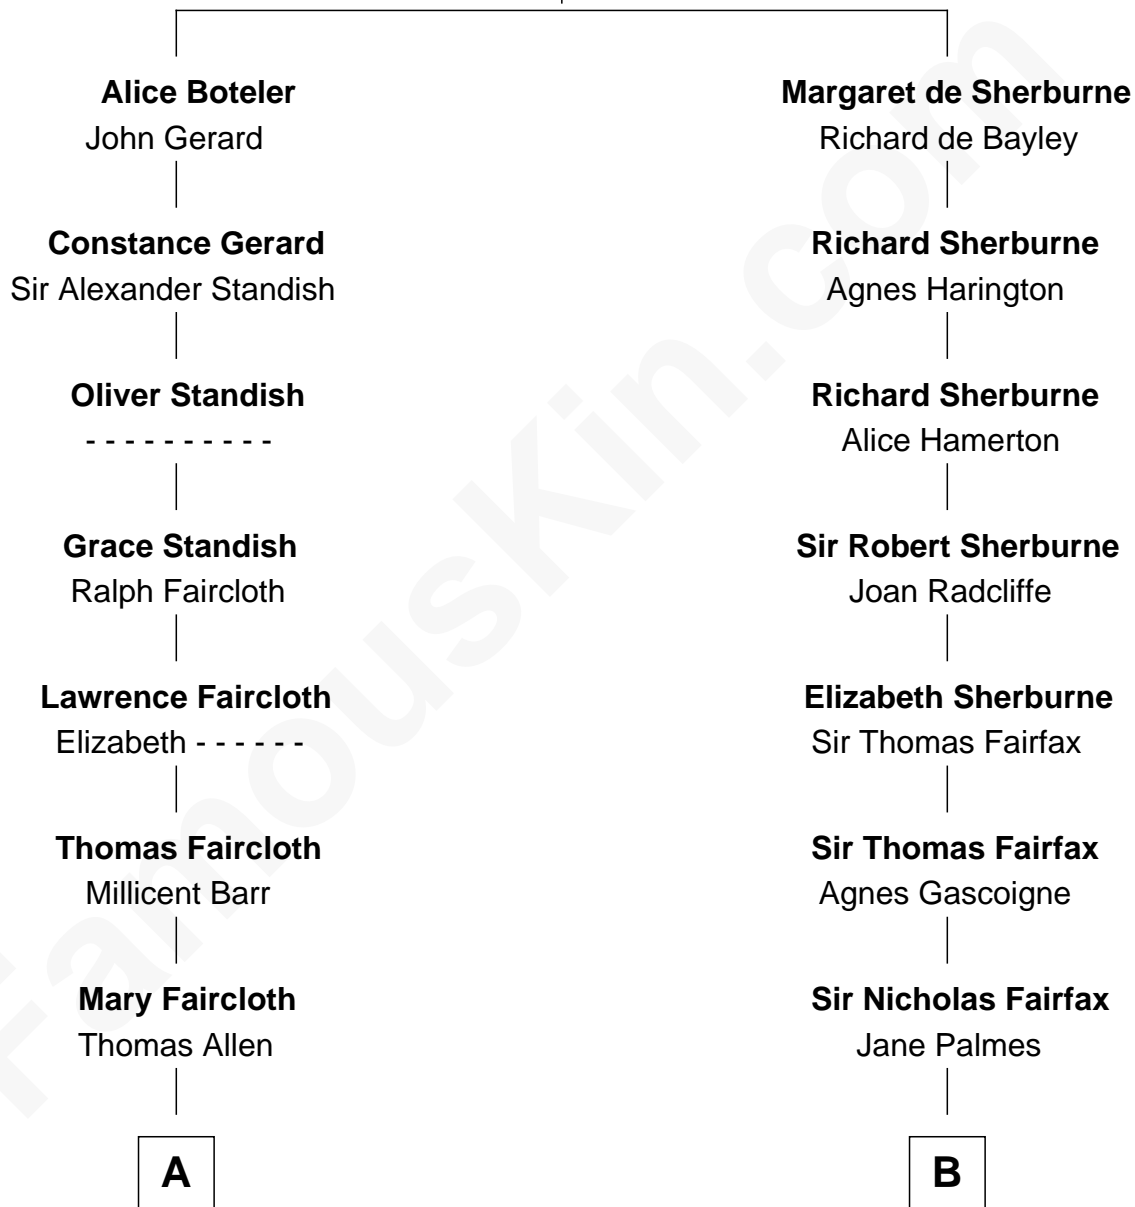 Alice Boteler
John Gerard
Margaret de Sherburne
Richard de Bayley
Constance Gerard
Sir Alexander Standish
Richard Sherburne
Agnes Harington
Oliver Standish
- - - - - - - - - -
Richard Sherburne
Alice Hamerton
Grace Standish
Ralph Faircloth
Sir Robert Sherburne
Joan Radcliffe
Lawrence Faircloth
Elizabeth - - - - - -
Elizabeth Sherburne
Sir Thomas Fairfax
Thomas Faircloth
Millicent Barr
Sir Thomas Fairfax
Agnes Gascoigne
Mary Faircloth
Thomas Allen
Sir Nicholas Fairfax
Jane Palmes
A
B
FamousKin.com